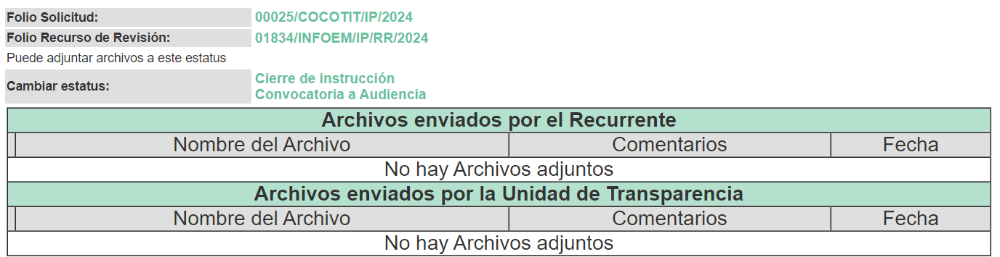 Folio Solicitud: 00025/COCOTIT/IP/2024
Folio Recurso de Revisión: 01834/INFOEM/IP/RR/2024
Puede adjuntar archivos a este estatus
Cambiar estatus: Cierre de instrucción
Convocatoria a Audiencia
Archivos enviados por el Recurrente
Nombre del Archivo Comentarios Fecha
No hay Archivos adjuntos
Archivos enviados por la Unidad de Transparencia
Nombre del Archivo Comentarios Fecha
No hay Archivos adjuntos